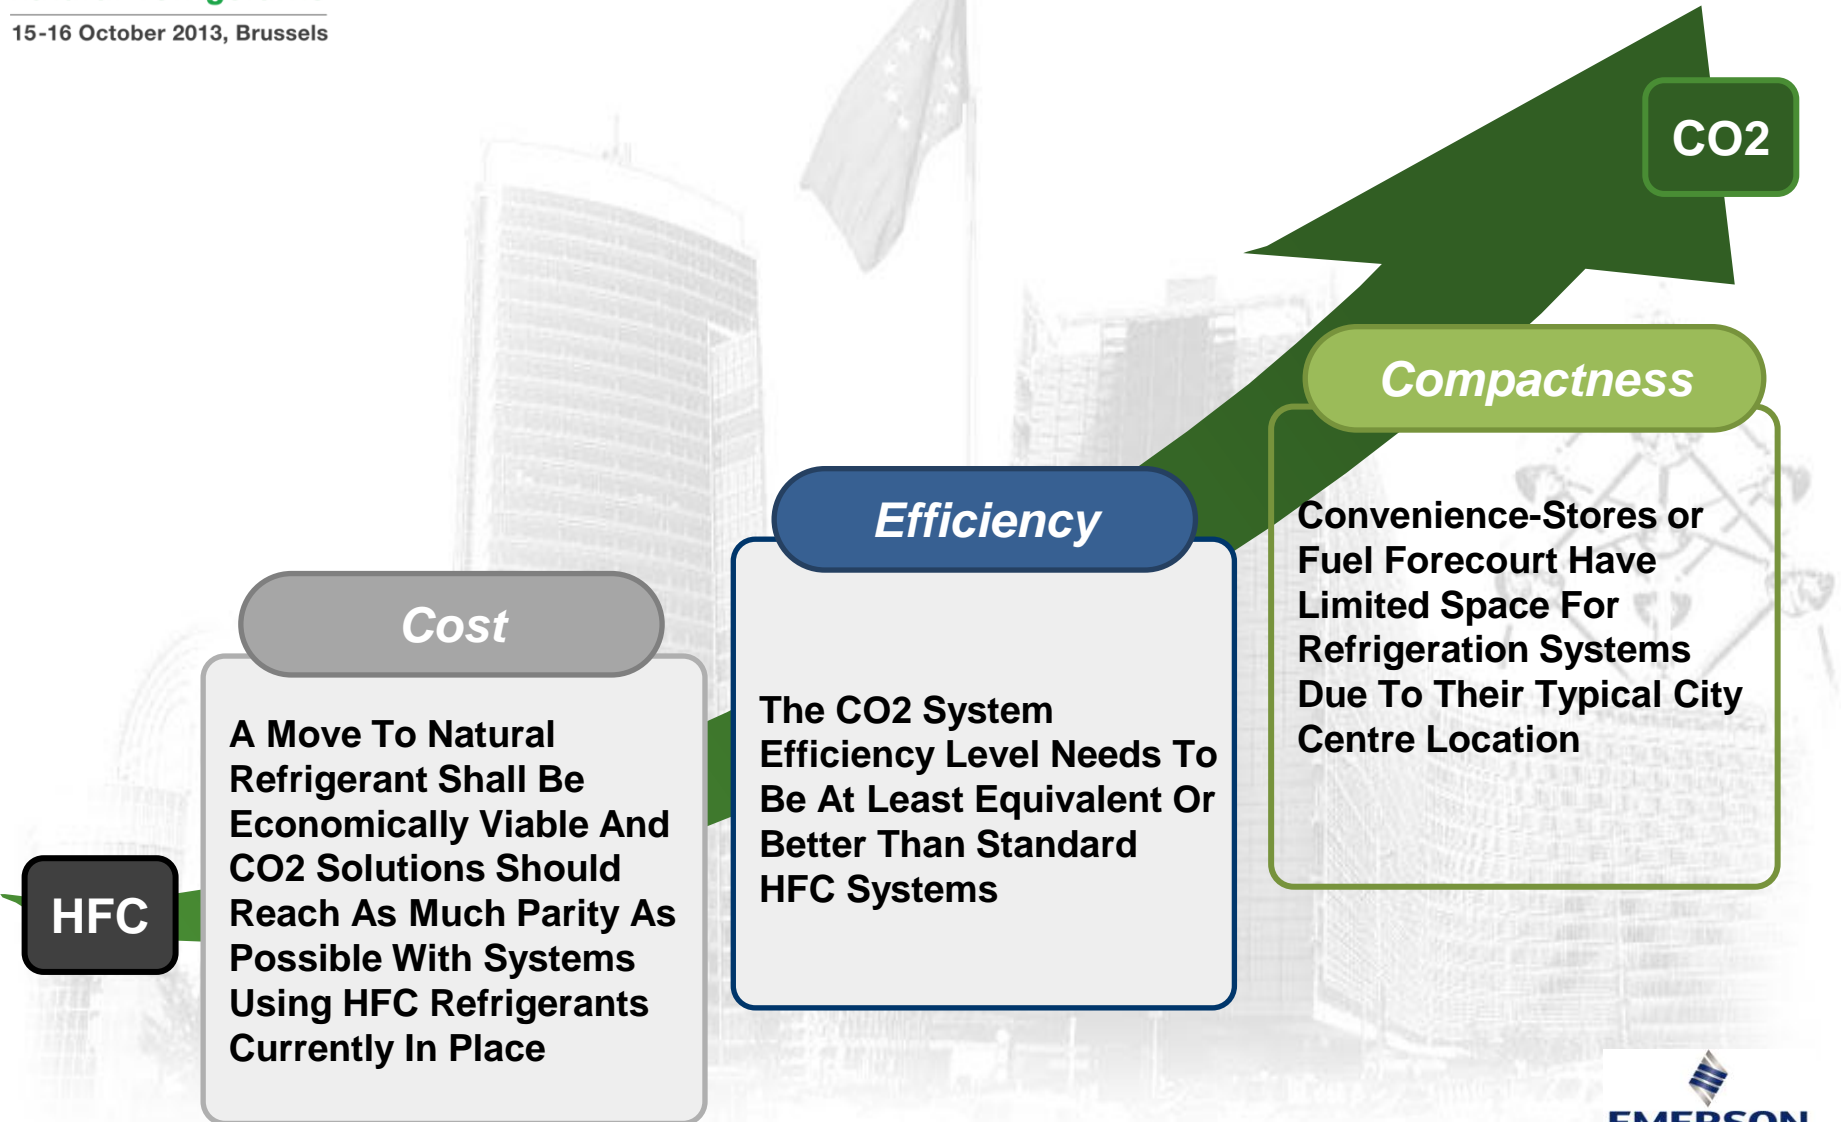 15-16 October 2013, Brussels
CO2
Compactness
Convenience-Stores or
Fuel Forecourt Have
Limited Space For
Refrigeration Systems
Due To Their Typical City
Centre Location
Efficiency
The CO2 System
Efficiency Level Needs To
Be At Least Equivalent Or
Better Than Standard
HFC Systems
Cost
A Move To Natural
Refrigerant Shall Be
Economically Viable And
CO2 Solutions Should
Reach As Much Parity As
Possible With Systems
Using HFC Refrigerants
Currently In Place
HFC
EMERSON